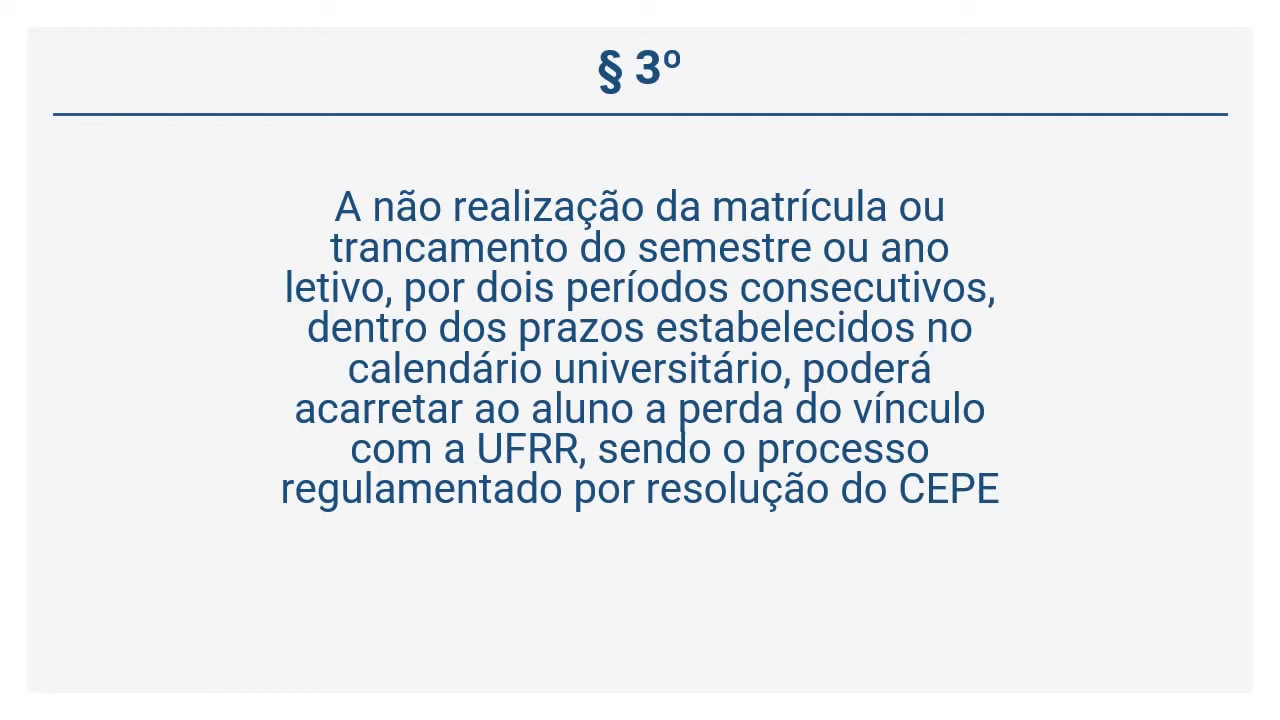 § 3º
A não realização da matrícula ou
trancamento do semestre ou ano
letivo, por dois períodos consecutivos,
dentro dos prazos estabelecidos no
calendário universitário, poderá
acarretar ao aluno a perda do vínculo
com a UFRR, sendo o processo
regulamentado por resolução do CEPE